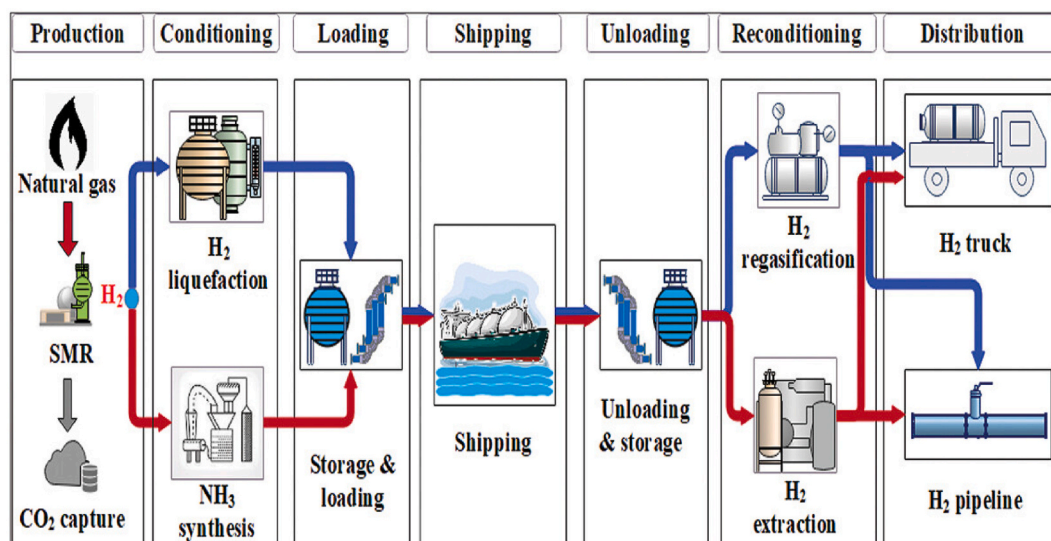 Production
Conditioning
Loading
Shipping
Unloading
Reconditioning
Distribution
Natural gas
H₂
SMR
CO₂ capture
H₂
liquefaction
NH₃
synthesis
Storage &
loading
Shipping
Unloading
& storage
H₂
regasification
H₂
extraction
H₂ truck
H₂ pipeline